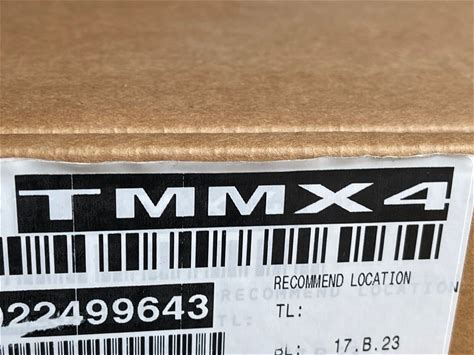 TMMX4
RECOMMEND LOCATION
22499643
TL:
17.B.23